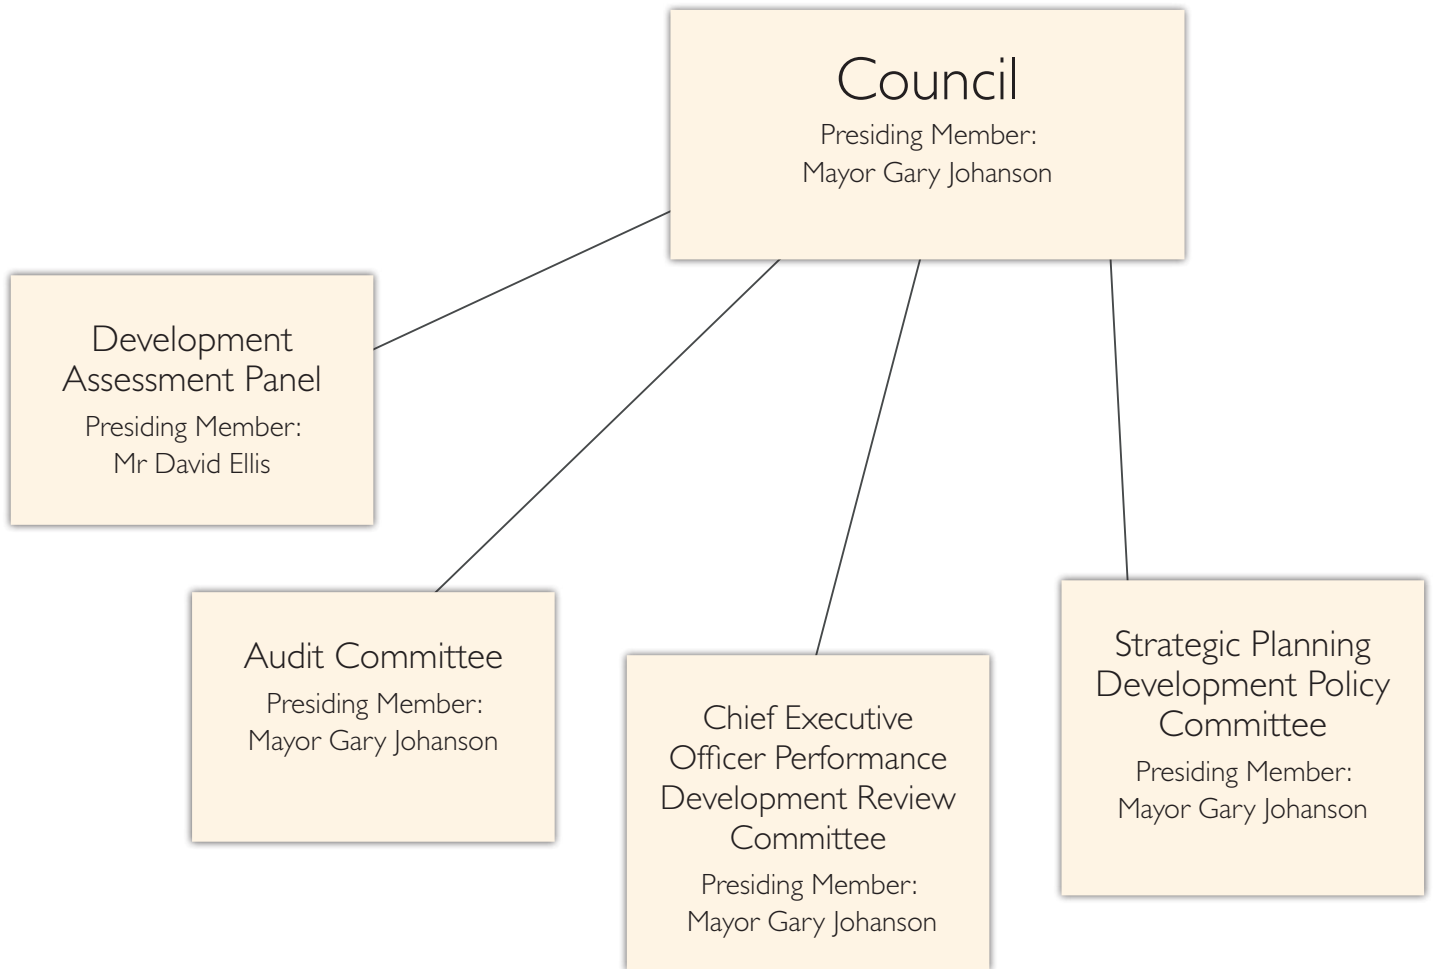 Council
Presiding Member:
Mayor Gary Johanson
Development
Assessment Panel
Presiding Member:
Mr David Ellis
Audit Committee
Presiding Member:
Mayor Gary Johanson
Chief Executive
Officer Performance
Development Review
Committee
Presiding Member:
Mayor Gary Johanson
Strategic Planning
Development Policy
Committee
Presiding Member:
Mayor Gary Johanson